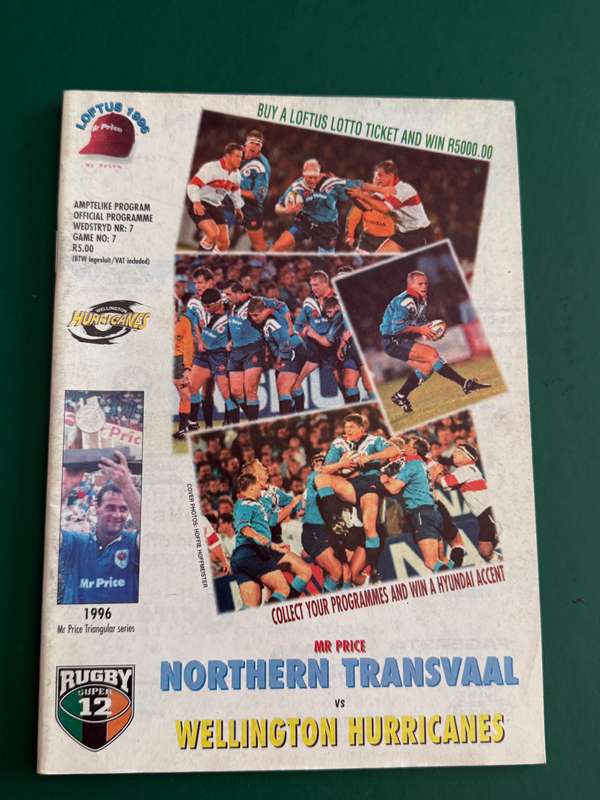 LOFTUS 1996
Mr Price
BUY A LOFTUS LOTTO TICKET AND WIN R5000.00
AMPTELIKE PROGRAM
OFFICIAL PROGRAMME
WEDSTRYD NR: 7
GAME NO: 7
R5.00
(BTW ingesluit/VAT included)
WELLINGTON
HURRICANES
Mr Price
COVER PHOTOS: HOFFIE HOFMEISTER
1996
Mr Price Triangular series
COLLECT YOUR PROGRAMMES AND WIN A HYUNDAI ACCENT
MR PRICE
NORTHERN TRANSVAAL
vs
WELLINGTON HURRICANES
RUGBY
SUPER
12